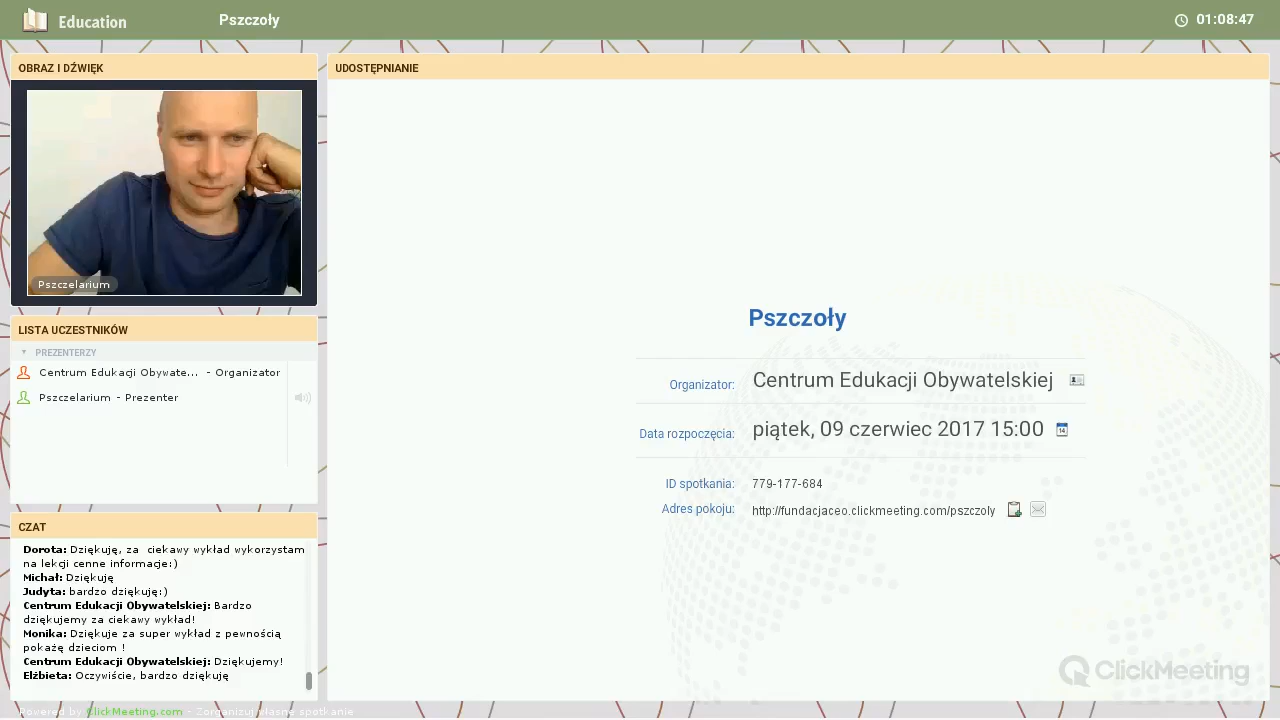 Education
Pszczoły
01:08:47
OBRAZ I DŹWIĘK
Pszczelarium
LISTA UCZESTNIKÓW
PREZENTERZY
Centrum Edukacji Obywate... - Organizator
Pszczelarium - Prezenter
CZAT
Dorota: Dziękuję, za ciekawy wykład wykorzystam
na lekcji cenne informacje:)
Michał: Dziękuję
Judyta: bardzo dziękuję:)
Centrum Edukacji Obywatelskiej: Bardzo
dziękujemy za ciekawy wykład!
Monika: Dziękuje za super wykład z pewnością
pokażę dzieciom !
Centrum Edukacji Obywatelskiej: Dziękujemy!
Elżbieta: Oczywiście, bardzo dziękuję
Powered by ClickMeeting.com - Zorganizuj własne spotkanie
UDOSTĘPNIANIE
Pszczoły
Organizator: Centrum Edukacji Obywatelskiej
Data rozpoczęcia: piątek, 09 czerwiec 2017 15:00
14
ID spotkania: 779-177-684
Adres pokoju: http://fundacjaceo.clickmeeting.com/pszczoly
ClickMeeting